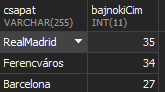 csapat bajnokiCim
VARCHAR(255) INT(11)
RealMadrid 35
Ferencváros 34
Barcelona 27